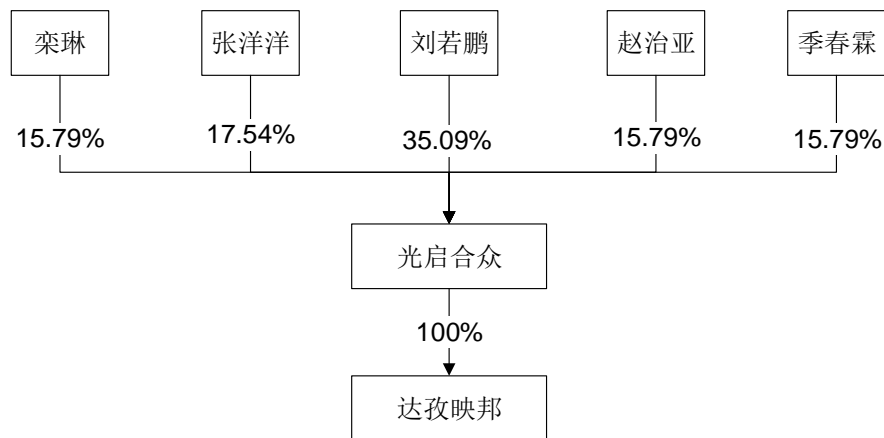 栾琳
张洋洋
刘若鹏
赵治亚
季春霖
15.79%
17.54%
35.09%
15.79%
15.79%
光启合众
100%
达孜映邦